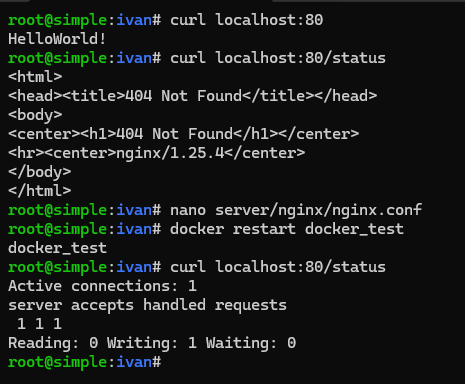 root@simple:ivan# curl localhost:80
HelloWorld!
root@simple:ivan# curl localhost:80/status
<html>
<head><title>404 Not Found</title></head>
<body>
<center><h1>404 Not Found</h1></center>
<hr><center>nginx/1.25.4</center>
</body>
</html>
root@simple:ivan# nano server/nginx/nginx.conf
root@simple:ivan# docker restart docker_test
docker_test
root@simple:ivan# curl localhost:80/status
Active connections: 1
server accepts handled requests
 1 1 1
Reading: 0 Writing: 1 Waiting: 0
root@simple:ivan#